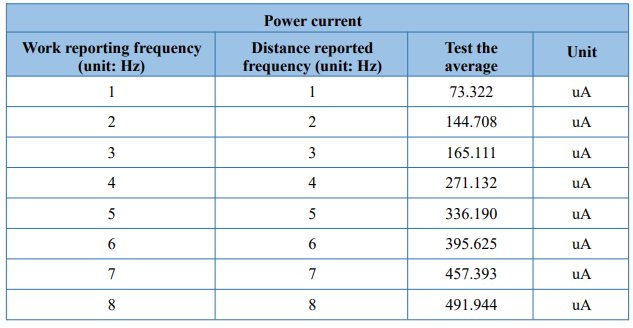 Power current
Work reporting frequency (unit: Hz) Distance reported frequency (unit: Hz) Test the average Unit
1 1 73.322 uA
2 2 144.708 uA
3 3 165.111 uA
4 4 271.132 uA
5 5 336.190 uA
6 6 395.625 uA
7 7 457.393 uA
8 8 491.944 uA